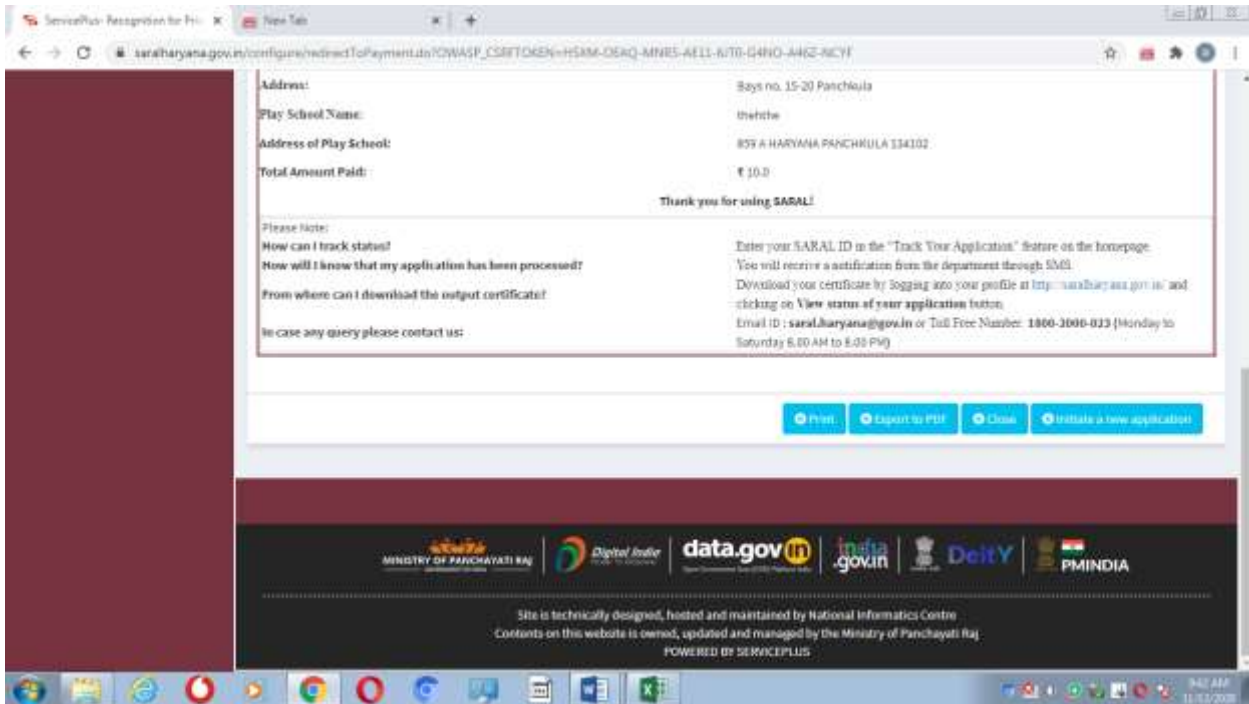 ServicePlus- Recognition for Pri
New Tab
saralharyana.gov.in/configure/redirectToPayment.do?OWASP_CSRFTOKEN=
Address:
Bays no. 15-20 Panchkula
Play School Name:
thehthe
Address of Play School:
859 A HARYANA PANCHKULA 134102
Total Amount Paid:
₹ 10.0
Thank you for using SARAL!
Please Note:
How can I track status?
Enter your SARAL ID in the "Track Your Application" feature on the homepage.
How will I know that my application has been processed?
You will receive a notification from the department through SMS.
From where can I download the output certificate?
Download your certificate by logging into your profile at http://saralharyana.gov.in/ and
clicking on View status of your application button.
In case any query please contact us:
Email ID : saral.haryana@gov.in or Toll Free Number: 1800-2000-023 (Monday to
Saturday 8.00 AM to 8.00 PM)
Print
Export to PDF
Close
Initiate a new application
MINISTRY OF PANCHAYATI RAJ
Digital India
data.gov in
india.gov.in
DeitY
PMINDIA
Site is technically designed, hosted and maintained by National Informatics Centre
Contents on this website is owned, updated and managed by the Ministry of Panchayati Raj
POWERED BY SERVICEPLUS
9:42 AM